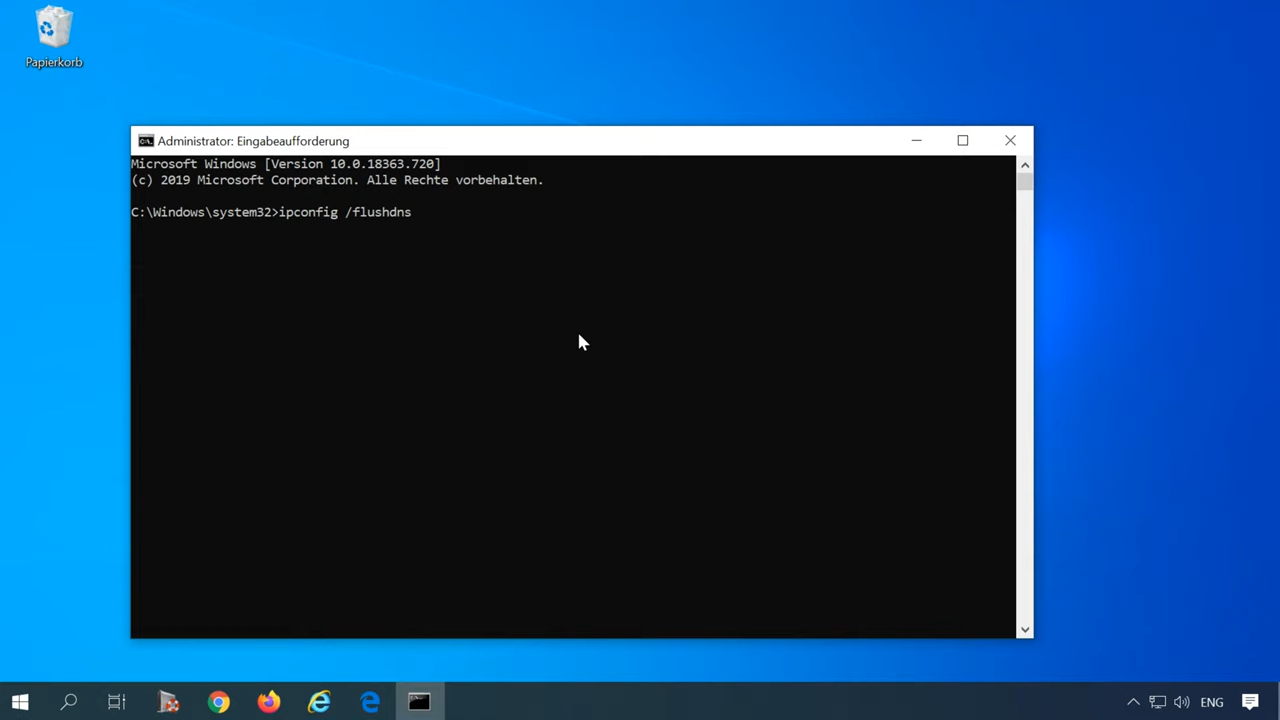 Papierkorb
Administrator: Eingabeaufforderung
Microsoft Windows [Version 10.0.18363.720]
(c) 2019 Microsoft Corporation. Alle Rechte vorbehalten.
C:\Windows\system32>ipconfig /flushdns
ENG